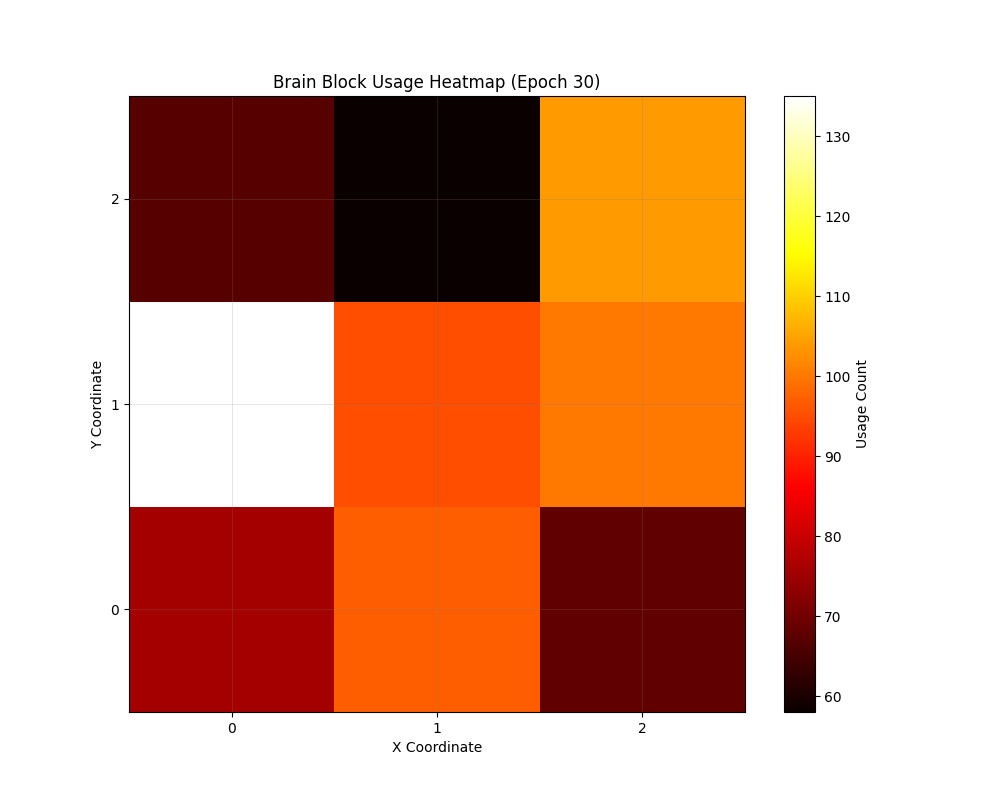 Brain Block Usage Heatmap (Epoch 30)
130
120
110
100
90
80
70
60
Usage Count
2
1
0
Y Coordinate
0 1 2
X Coordinate